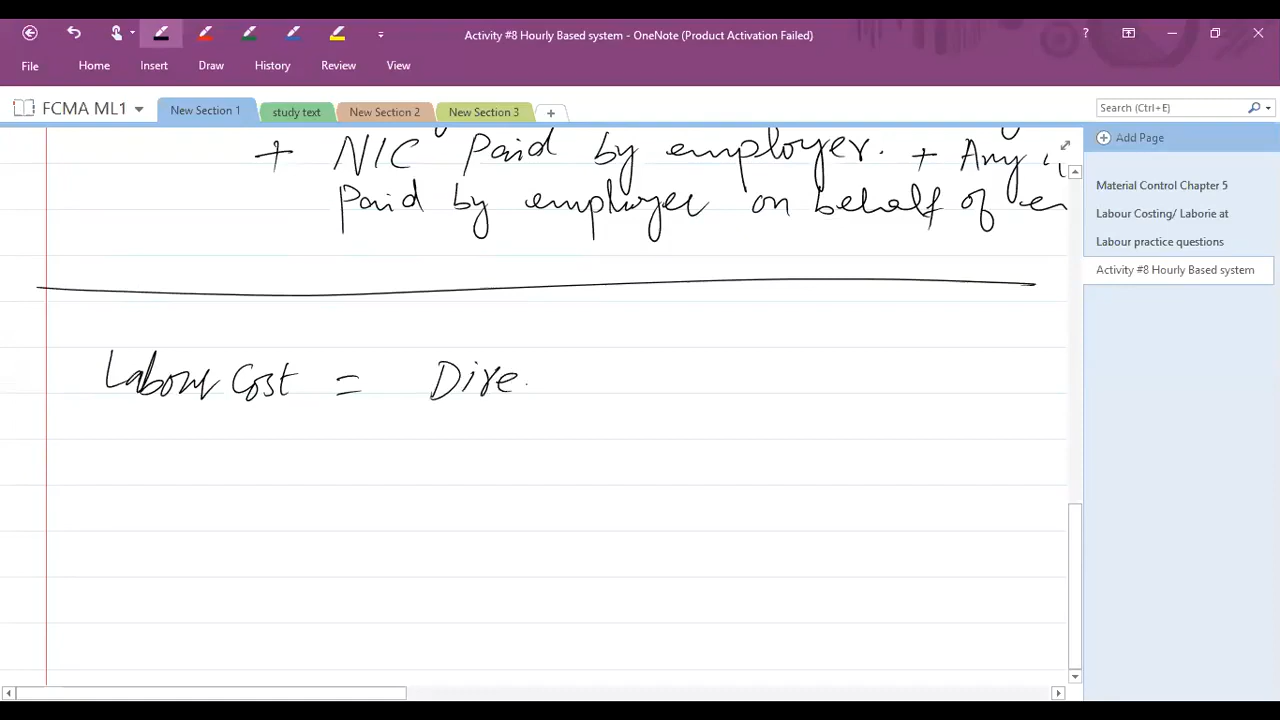 Activity #8 Hourly Based system - OneNote (Product Activation Failed)
?
File Home Insert Draw History Review View
FCMA ML1
New Section 1
study text
New Section 2
New Section 3
Search (Ctrl+E)
Add Page
Material Control Chapter 5
Labour Costing/ Laborie at
Labour practice questions
Activity #8 Hourly Based system
+ NIC Paid by employer. + Any
Paid by employer on behalf of
Labour Cost = Dire